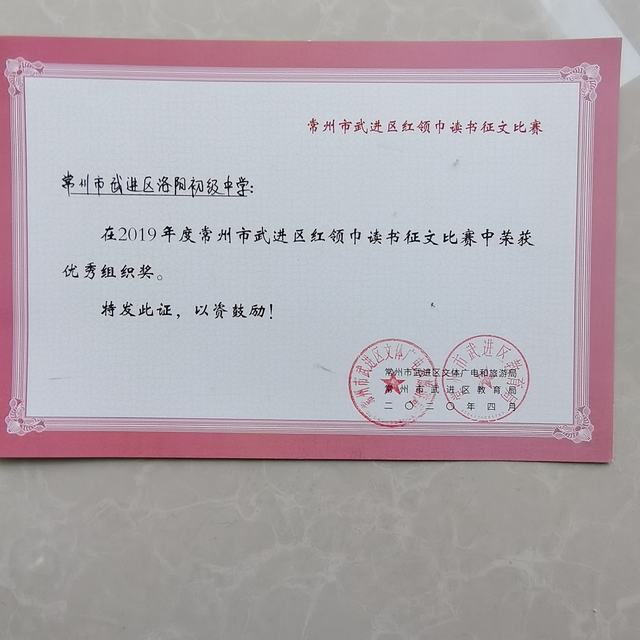 常州市武进区红领巾读书征文比赛
常州市武进区洛阳初级中学:
在2019年度常州市武进区红领巾读书征文比赛中荣获
优秀组织奖。
特发此证，以资鼓励！
常州市武进区文体广电和旅游局
常州市武进区教育局
二〇二〇年四月